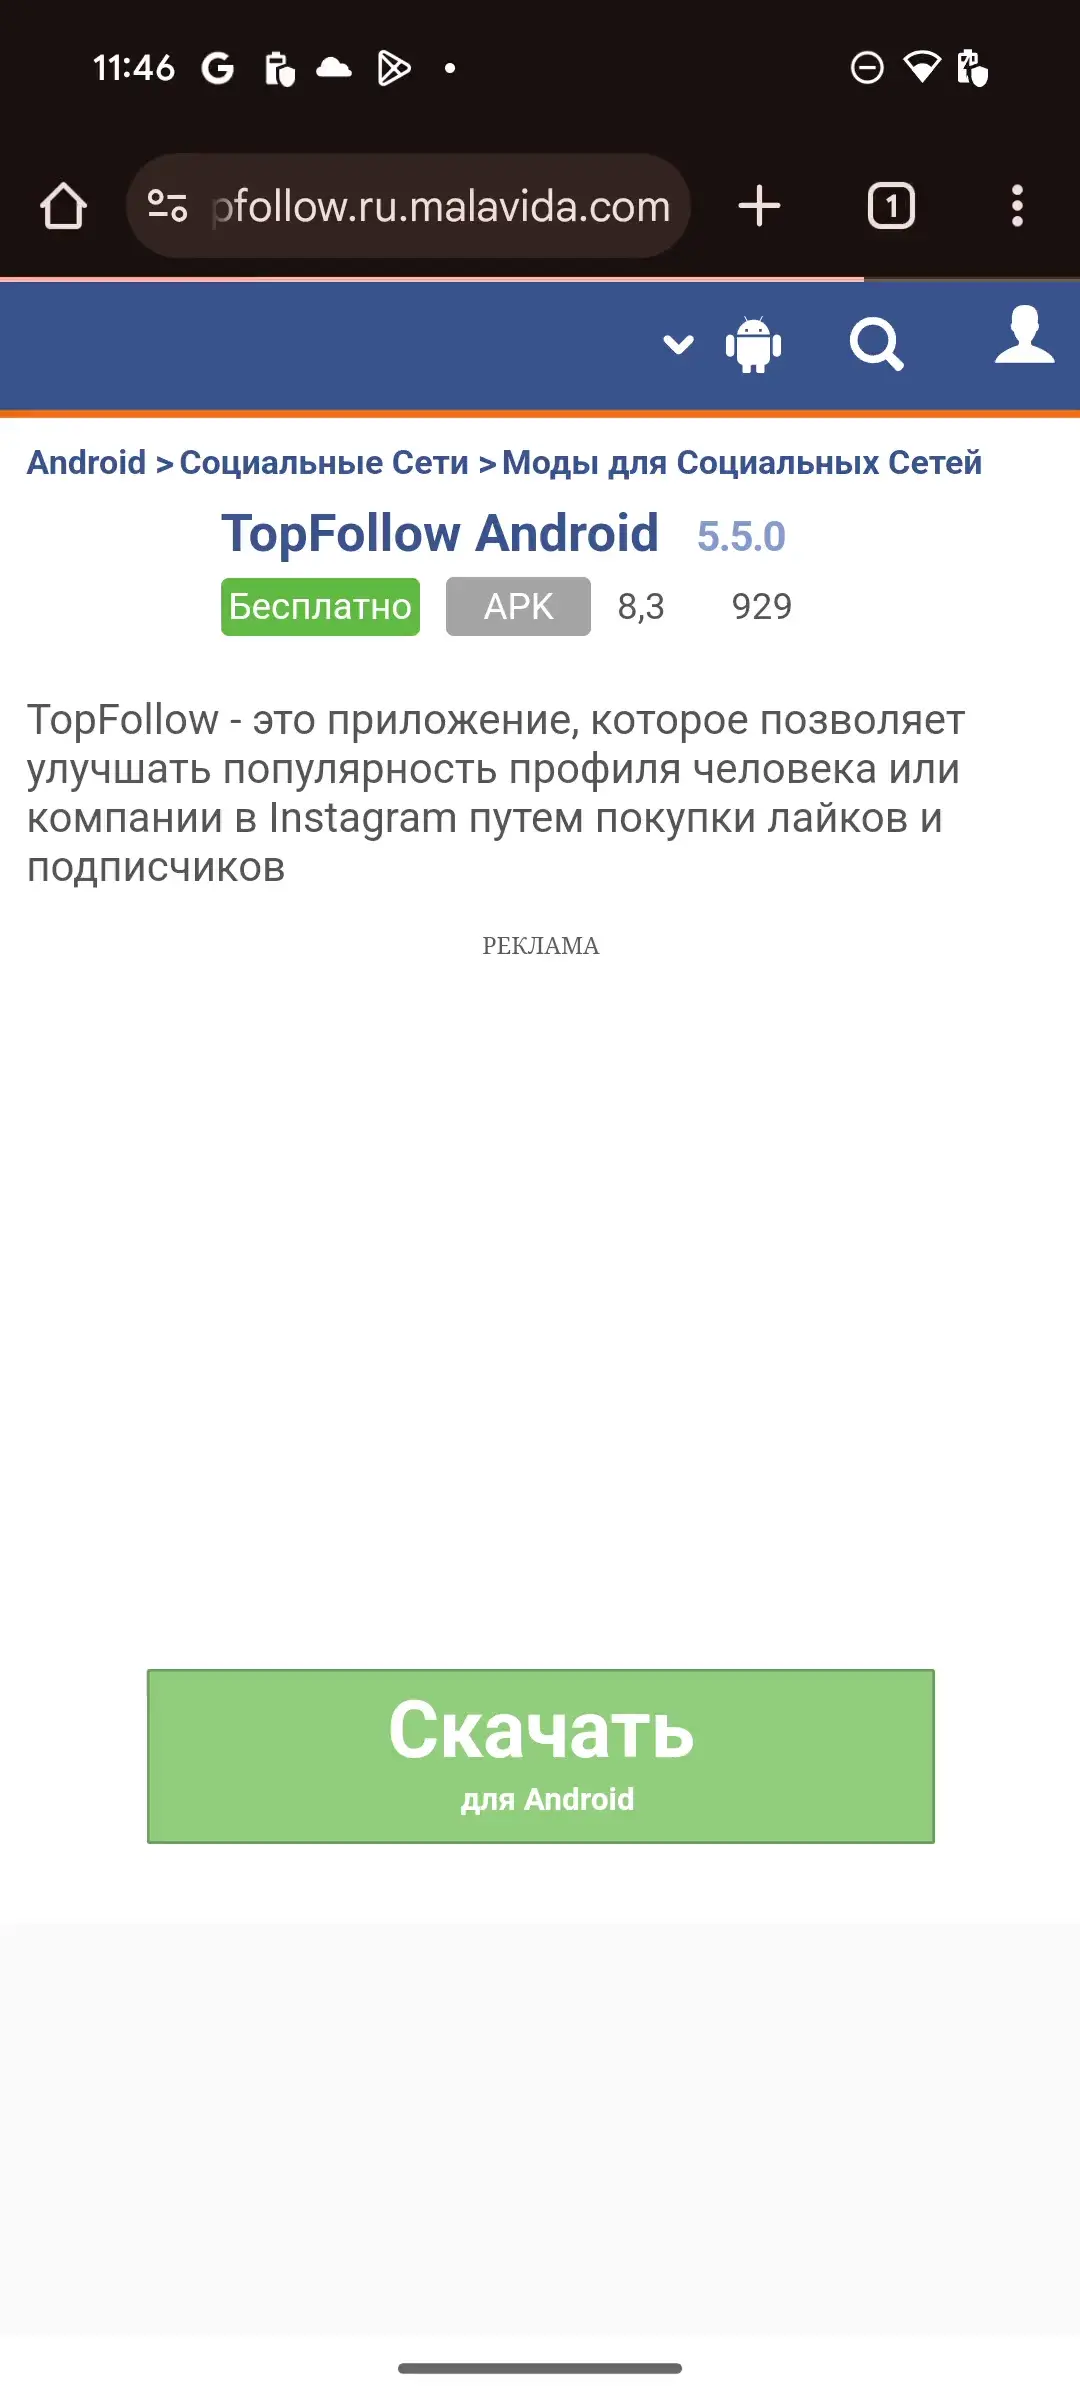 11:46
pfollow.ru.malavida.com
1
Android > Социальные Сети > Моды для Социальных Сетей
TopFollow Android 5.5.0
Бесплатно APK 8,3 929
TopFollow - это приложение, которое позволяет
улучшать популярность профиля человека или
компании в Instagram путем покупки лайков и
подписчиков
РЕКЛАМА
Скачать
для Android